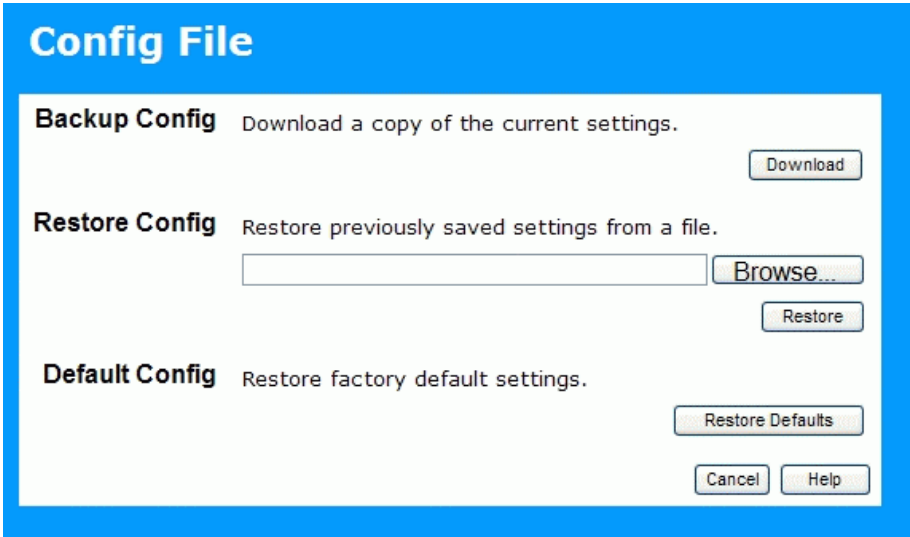 Config File
Backup Config Download a copy of the current settings.
Download
Restore Config Restore previously saved settings from a file.
Browse...
Restore
Default Config Restore factory default settings.
Restore Defaults
Cancel Help